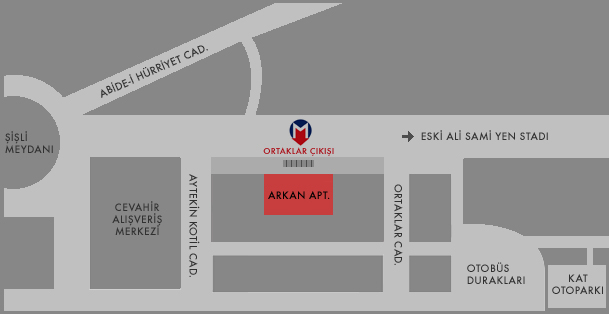 ABİDE-İ HÜRRİYET CAD.
ŞİŞLİ
MEYDANI
M
ORTAKLAR ÇIKIŞI
ESKİ ALİ SAMİ YEN STADI
CEVAHİR
ALIŞVERİŞ
MERKEZİ
AYTEKİN KOTİL CAD.
ARKAN APT.
ORTAKLAR CAD.
OTOBÜS
DURAKLARI
KAT
OTOPARKI